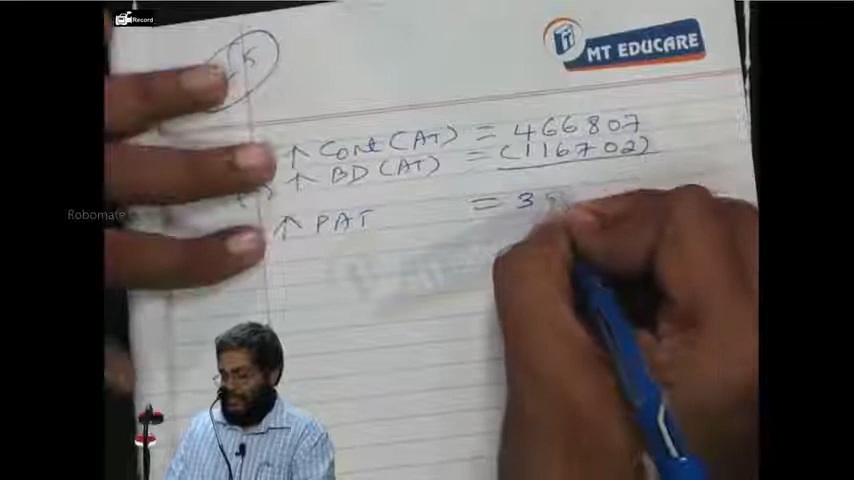 Record
MT EDUCARE
↑ Cont (AT) = 466807
↑ BD (AT) = (116702)
↑ PAT = 3
Robomate